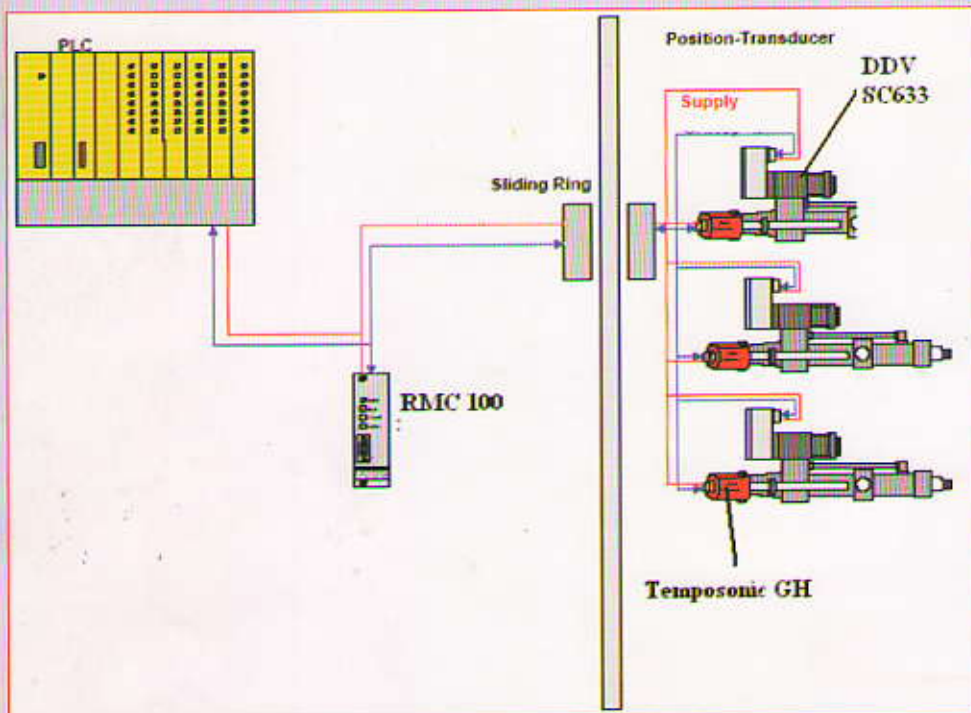 PLC
Position-Transducer
DDV
SC633
Supply
Sliding Ring
RMC 100
Temposonic GH